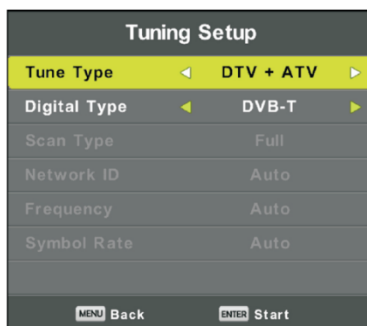 Tuning Setup
Tune Type DTV + ATV
Digital Type DVB-T
Scan Type Full
Network ID Auto
Frequency Auto
Symbol Rate Auto
MENU Back ENTER Start